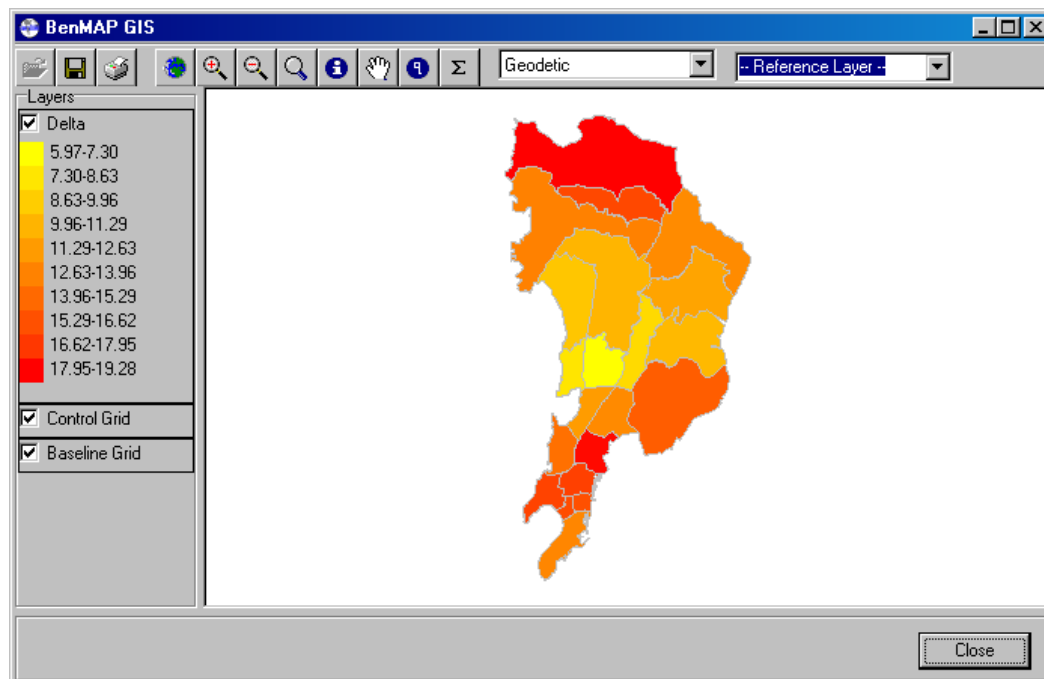 BenMAP GIS
Geodetic
-- Reference Layer --
Layers
Delta
5.97-7.30
7.30-8.63
8.63-9.96
9.96-11.29
11.29-12.63
12.63-13.96
13.96-15.29
15.29-16.62
16.62-17.95
17.95-19.28
Control Grid
Baseline Grid
Close